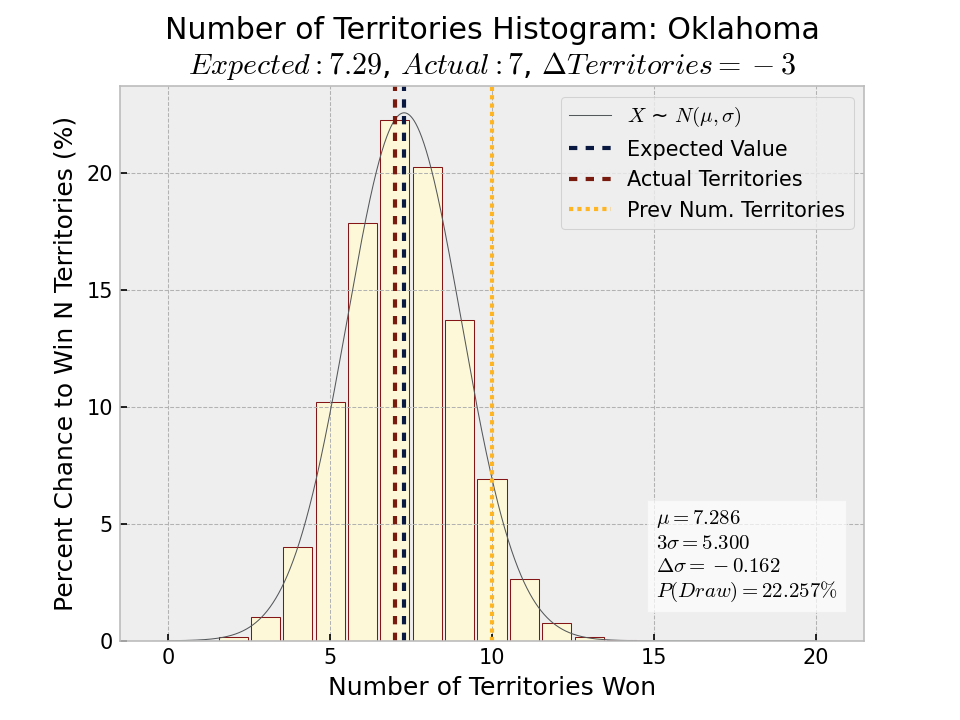 Number of Territories Histogram: Oklahoma
Expected : 7.29, Actual : 7, ΔTerritories = − 3
Percent Chance to Win N Territories (%)
20
15
10
5
0
X ~ N(μ, σ)
Expected Value
Actual Territories
Prev Num. Territories
μ = 7.286
3σ = 5.300
Δσ = − 0.162
P(Draw) = 22.257%
0 5 10 15 20
Number of Territories Won